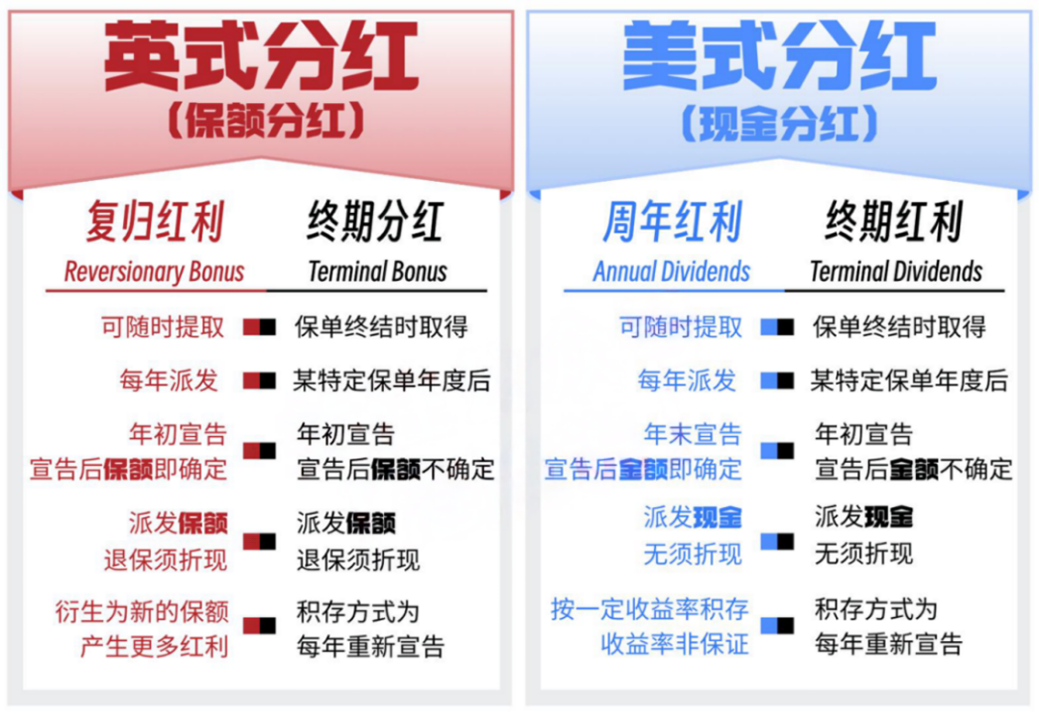 英式分红
（保额分红）
复归红利
终期分红
Reversionary Bonus
Terminal Bonus
可随时提取
保单终结时取得
每年派发
某特定保单年度后
年初宣告
宣告后保额即确定
年初宣告
宣告后保额不确定
派发保额
退保须折现
派发保额
退保须折现
衍生为新的保额
产生更多红利
积存方式为
每年重新宣告
美式分红
（现金分红）
周年红利
终期红利
Annual Dividends
Terminal Dividends
可随时提取
保单终结时取得
每年派发
某特定保单年度后
年末宣告
宣告后金额即确定
年初宣告
宣告后金额不确定
派发现金
无须折现
派发现金
无须折现
按一定收益率积存
收益率非保证
积存方式为
每年重新宣告